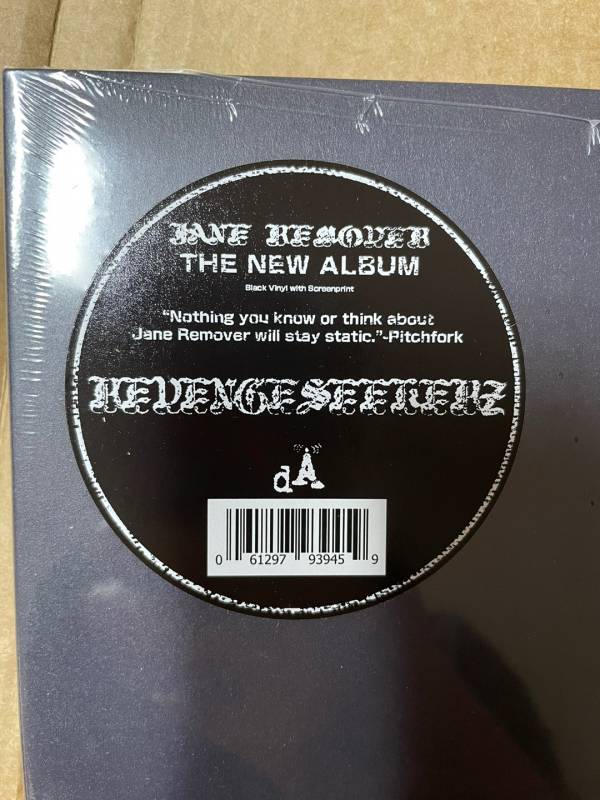 JANE REMOVER
THE NEW ALBUM
Black Vinyl with Screenprint
“Nothing you know or think about
Jane Remover will stay static.”-Pitchfork
REVENGESEEKERZ
dA
0 61297 93945 9